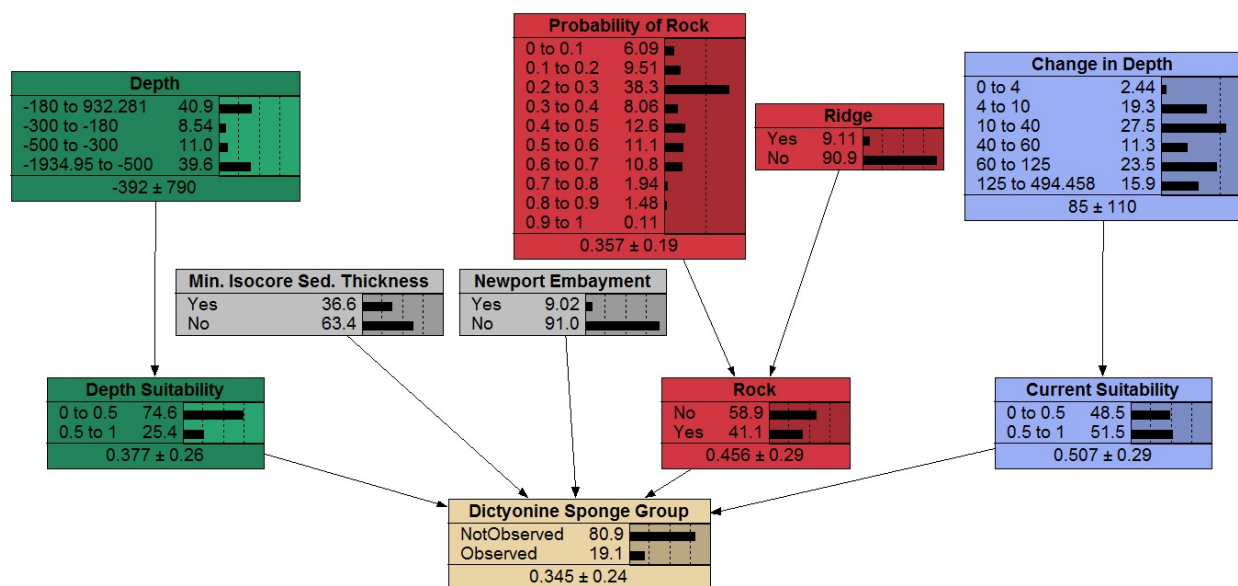 Probability of Rock
0 to 0.1 6.09
0.1 to 0.2 9.51
0.2 to 0.3 38.3
0.3 to 0.4 8.06
0.4 to 0.5 12.6
0.5 to 0.6 11.1
0.6 to 0.7 10.8
0.7 to 0.8 1.94
0.8 to 0.9 1.48
0.9 to 1 0.11
0.357 ± 0.19
Depth
-180 to 932.281 40.9
-300 to -180 8.54
-500 to -300 11.0
-1934.95 to -500 39.6
-392 ± 790
Ridge
Yes 9.11
No 90.9
Change in Depth
0 to 4 2.44
4 to 10 19.3
10 to 40 27.5
40 to 60 11.3
60 to 125 23.5
125 to 494.458 15.9
85 ± 110
Min. Isocore Sed. Thickness
Yes 36.6
No 63.4
Newport Embayment
Yes 9.02
No 91.0
Depth Suitability
0 to 0.5 74.6
0.5 to 1 25.4
0.377 ± 0.26
Rock
No 58.9
Yes 41.1
0.456 ± 0.29
Current Suitability
0 to 0.5 48.5
0.5 to 1 51.5
0.507 ± 0.29
Dictyonine Sponge Group
NotObserved 80.9
Observed 19.1
0.345 ± 0.24